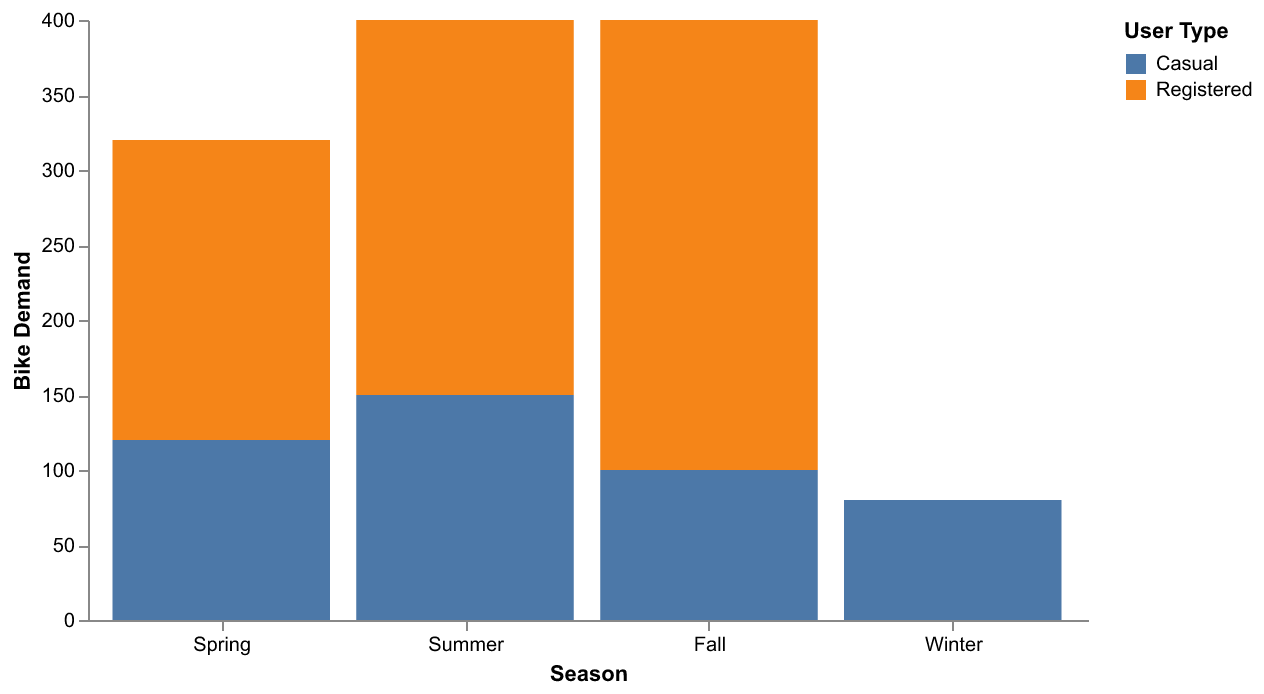 400
350
300
250
200
150
100
50
0
Bike Demand
Spring
Summer
Fall
Winter
Season
User Type
Casual
Registered